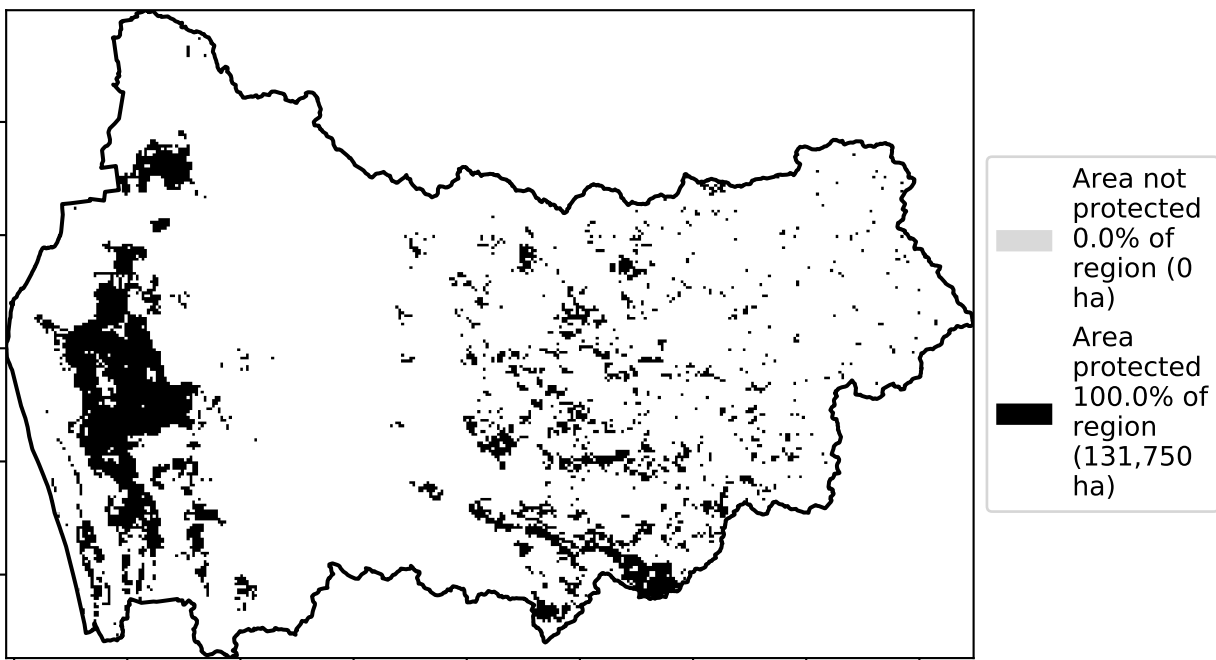 Area not
protected
0.0% of
region (0
ha)
Area
protected
100.0% of
region
(131,750
ha)